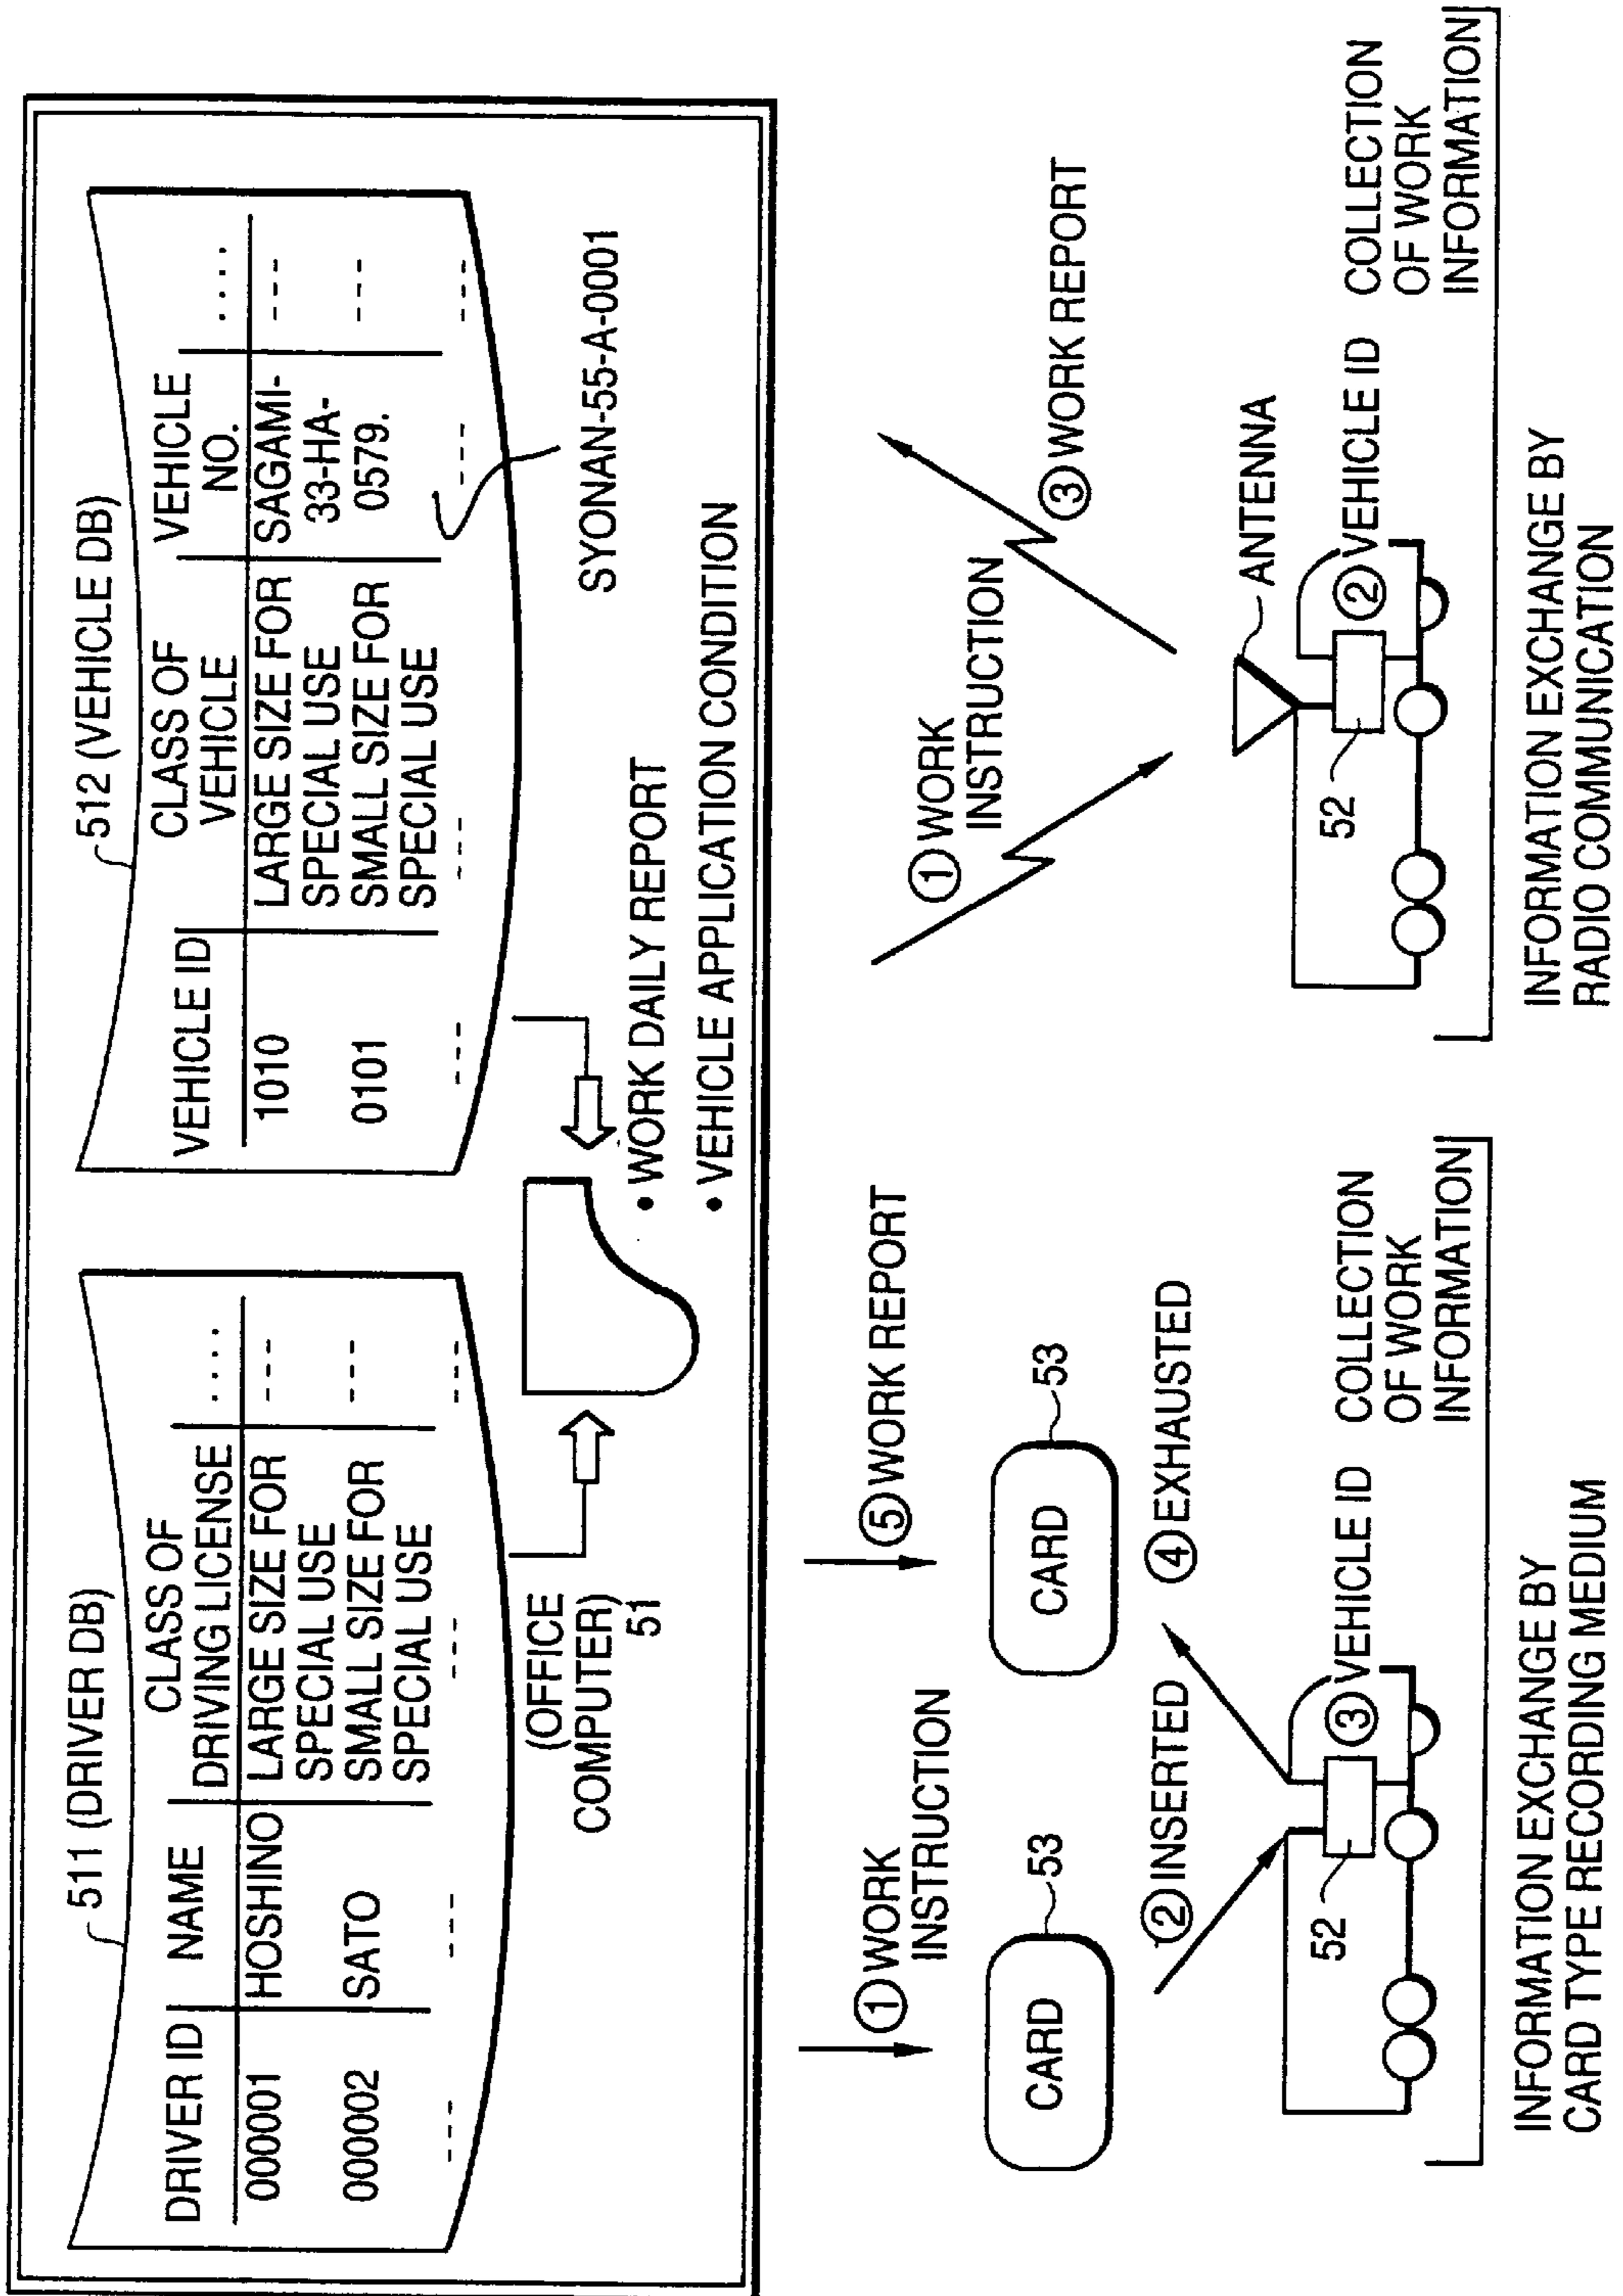 511 (DRIVER DB)
DRIVER ID NAME CLASS OF
DRIVING LICENSE ....
000001 HOSHINO LARGE SIZE FOR ---
SPECIAL USE
000002 SATO SMALL SIZE FOR ---
SPECIAL USE
--- --- --- ---
512 (VEHICLE DB)
VEHICLE ID CLASS OF
VEHICLE VEHICLE
NO. ....
1010 LARGE SIZE FOR
SPECIAL USE SAGAMI-
33-HA-
0579. ---
0101 SMALL SIZE FOR
SPECIAL USE ---
--- --- --- ---
SYONAN-55-A-0001
(OFFICE
COMPUTER)
51
• WORK DAILY REPORT
• VEHICLE APPLICATION CONDITION
① WORK
INSTRUCTION
⑤ WORK REPORT
CARD
53
CARD
53
② INSERTED
④ EXHAUSTED
52
③ VEHICLE ID
COLLECTION
OF WORK
INFORMATION
INFORMATION EXCHANGE BY
CARD TYPE RECORDING MEDIUM
① WORK
INSTRUCTION
③ WORK REPORT
ANTENNA
52
② VEHICLE ID
COLLECTION
OF WORK
INFORMATION
INFORMATION EXCHANGE BY
RADIO COMMUNICATION